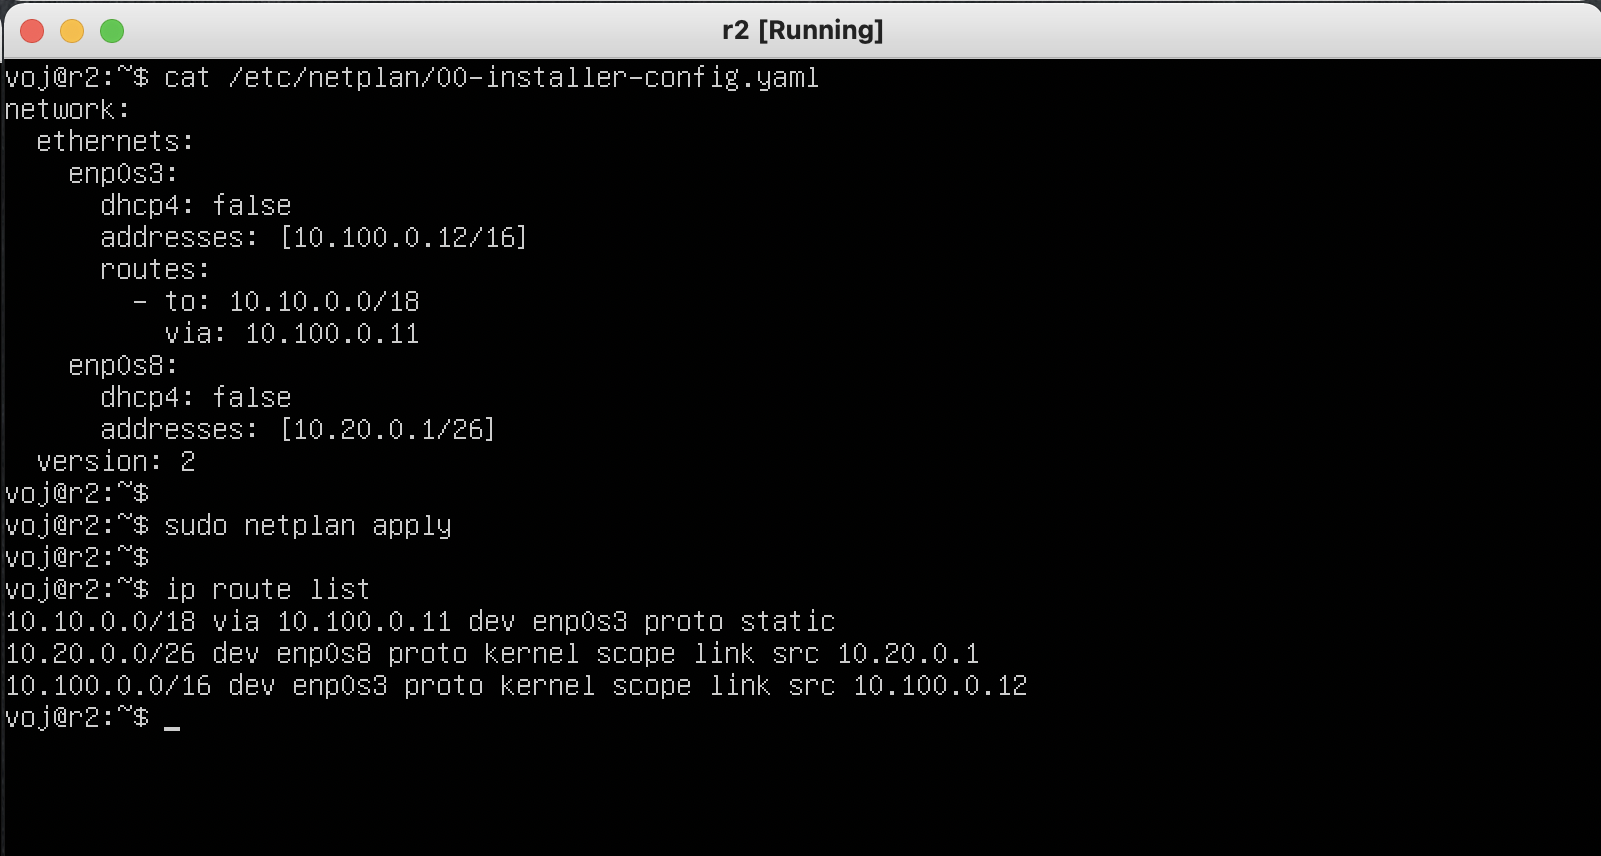 r2 [Running]
voj@r2:~$ cat /etc/netplan/00-installer-config.yaml
network:
  ethernets:
    enp0s3:
      dhcp4: false
      addresses: [10.100.0.12/16]
      routes:
        - to: 10.10.0.0/18
          via: 10.100.0.11
    enp0s8:
      dhcp4: false
      addresses: [10.20.0.1/26]
  version: 2
voj@r2:~$
voj@r2:~$ sudo netplan apply
voj@r2:~$
voj@r2:~$ ip route list
10.10.0.0/18 via 10.100.0.11 dev enp0s3 proto static
10.20.0.0/26 dev enp0s8 proto kernel scope link src 10.20.0.1
10.100.0.0/16 dev enp0s3 proto kernel scope link src 10.100.0.12
voj@r2:~$ _